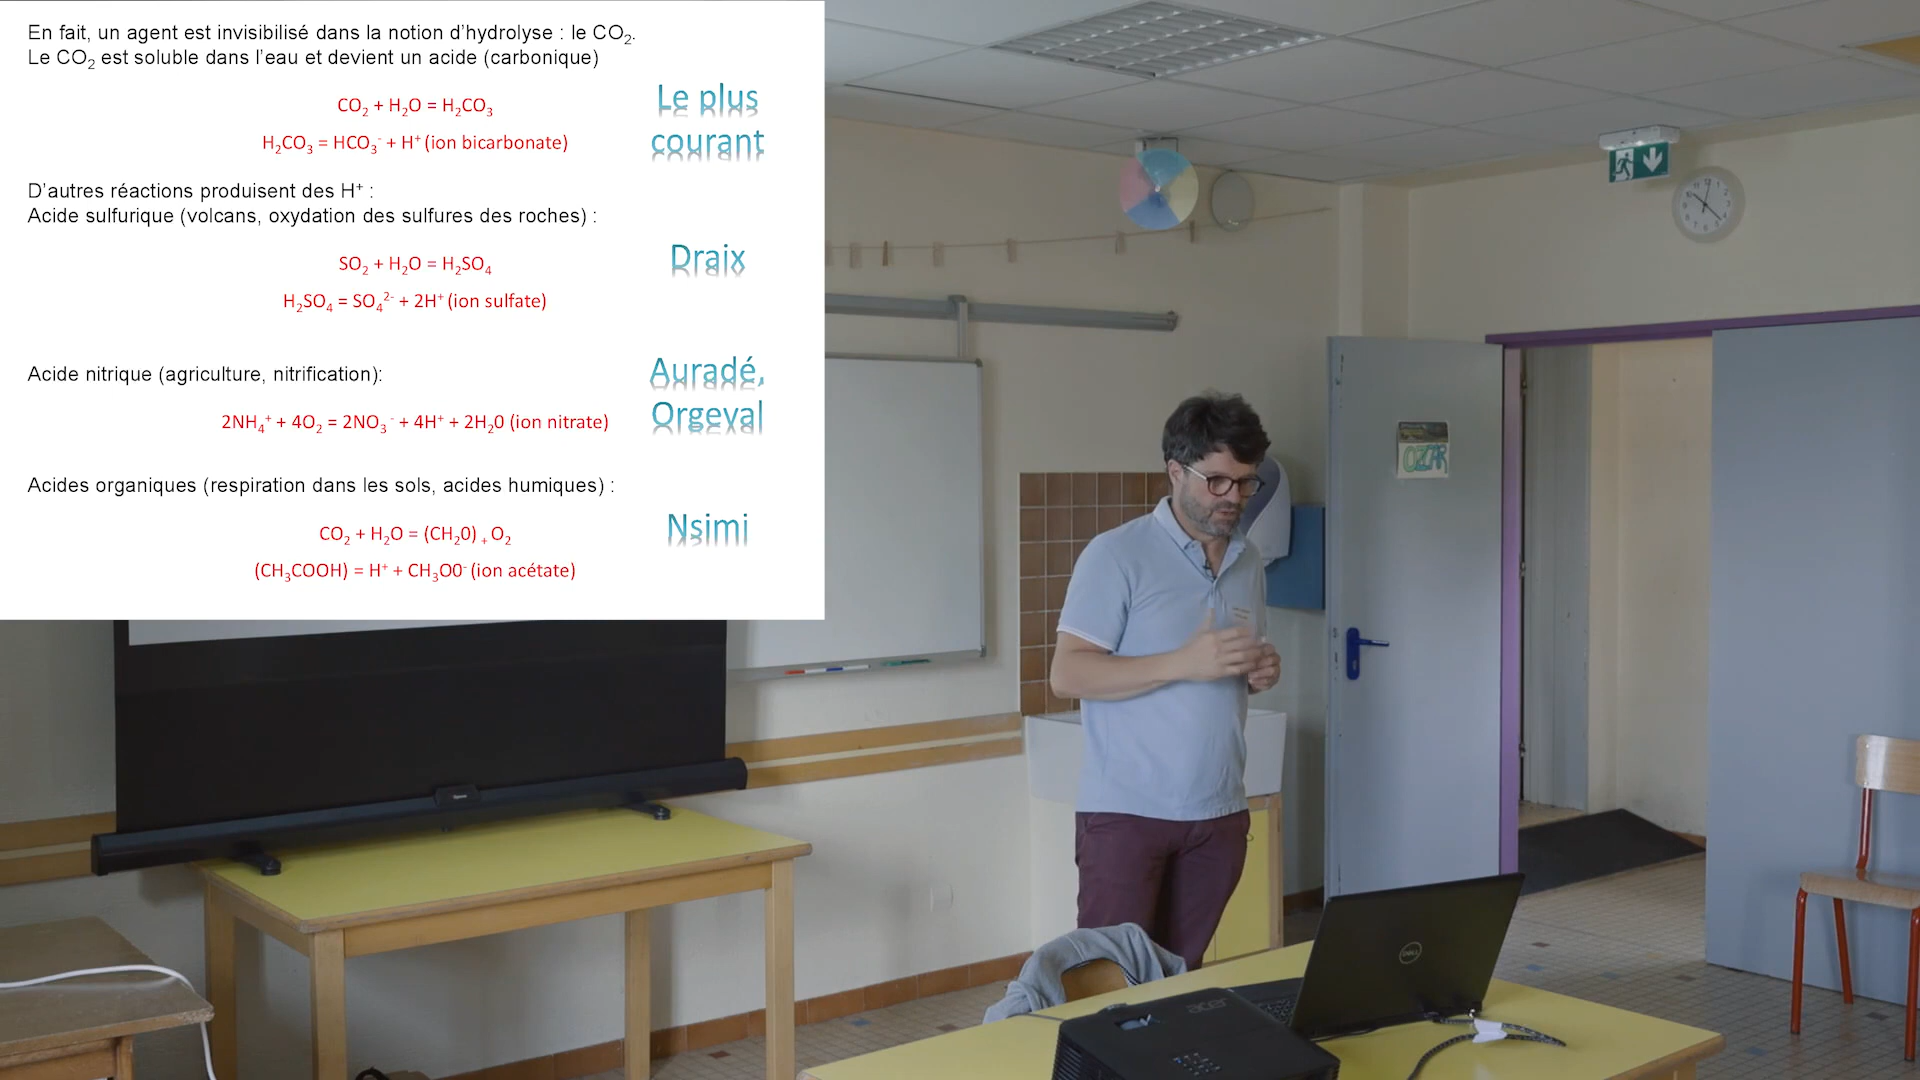 En fait, un agent est invisibilisé dans la notion d'hydrolyse : le CO₂.
Le CO₂ est soluble dans l'eau et devient un acide (carbonique)
CO₂ + H₂O = H₂CO₃
H₂CO₃ = HCO₃⁻ + H⁺ (ion bicarbonate)
Le plus
courant
D'autres réactions produisent des H⁺ :
Acide sulfurique (volcans, oxydation des sulfures des roches) :
SO₂ + H₂O = H₂SO₄
H₂SO₄ = SO₄²⁻ + 2H⁺ (ion sulfate)
Draix
Acide nitrique (agriculture, nitrification):
2NH₄⁺ + 4O₂ = 2NO₃⁻ + 4H⁺ + 2H₂0 (ion nitrate)
Auradé,
Orgeval
Acides organiques (respiration dans les sols, acides humiques) :
CO₂ + H₂O = (CH₂0) ₊ O₂
(CH₃COOH) = H⁺ + CH₃O0⁻ (ion acétate)
Nsimi
OZCAR
DELL
acer